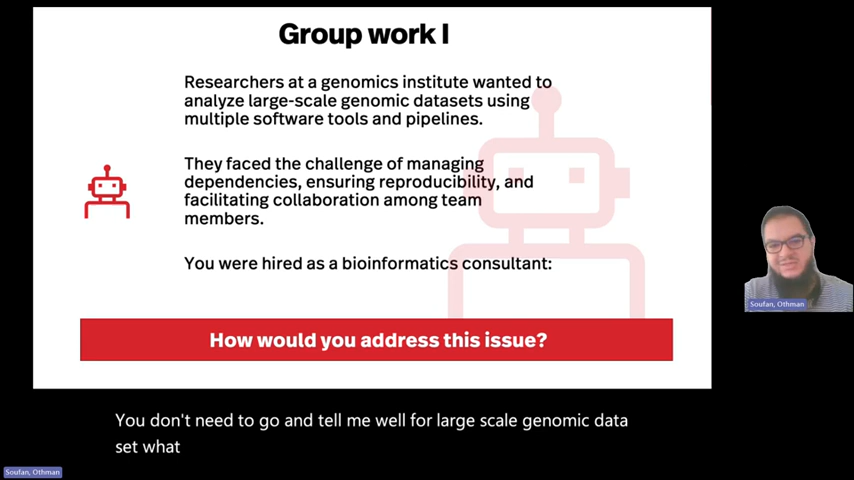 Group work I
Researchers at a genomics institute wanted to
analyze large-scale genomic datasets using
multiple software tools and pipelines.
They faced the challenge of managing
dependencies, ensuring reproducibility, and
facilitating collaboration among team
members.
You were hired as a bioinformatics consultant:
How would you address this issue?
Soufan, Othman
You don't need to go and tell me well for large scale genomic data
set what
Soufan, Othman